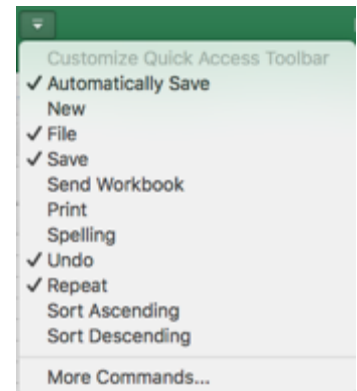 Customize Quick Access Toolbar
✓ Automatically Save
New
✓ File
✓ Save
Send Workbook
Print
Spelling
✓ Undo
✓ Repeat
Sort Ascending
Sort Descending
More Commands...